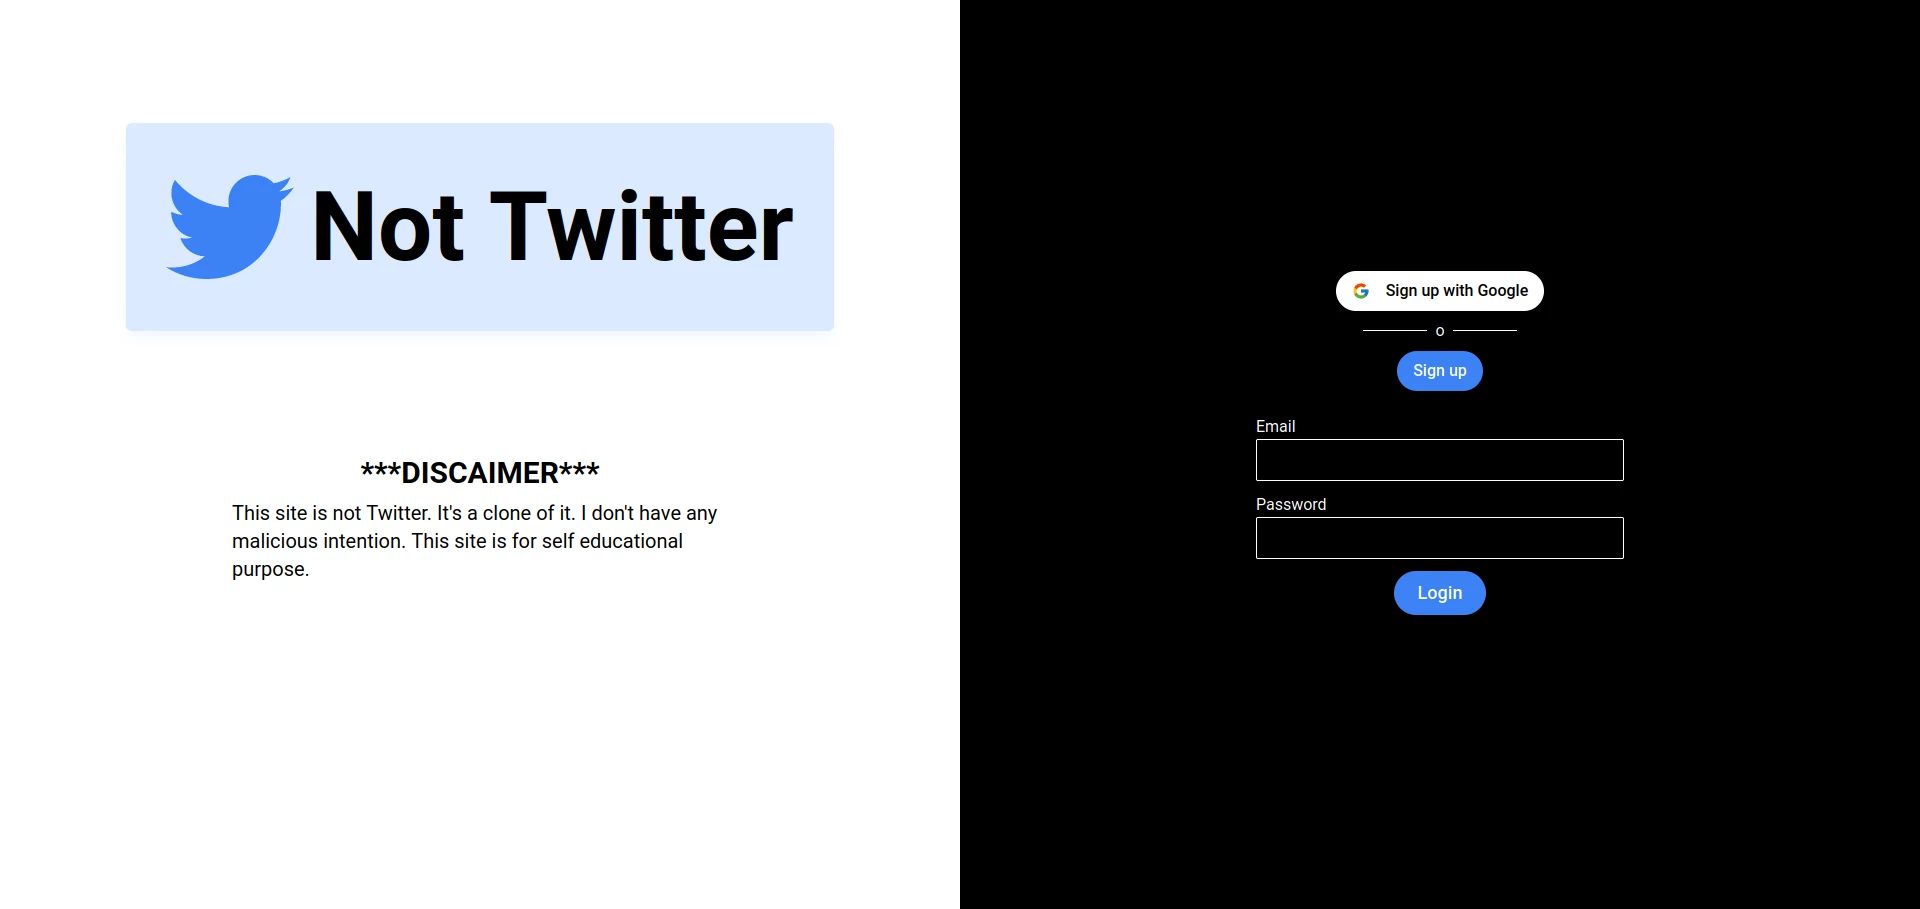 Not Twitter
***DISCAIMER***
This site is not Twitter. It's a clone of it. I don't have any
malicious intention. This site is for self educational
purpose.
Sign up with Google
o
Sign up
Email
Password
Login